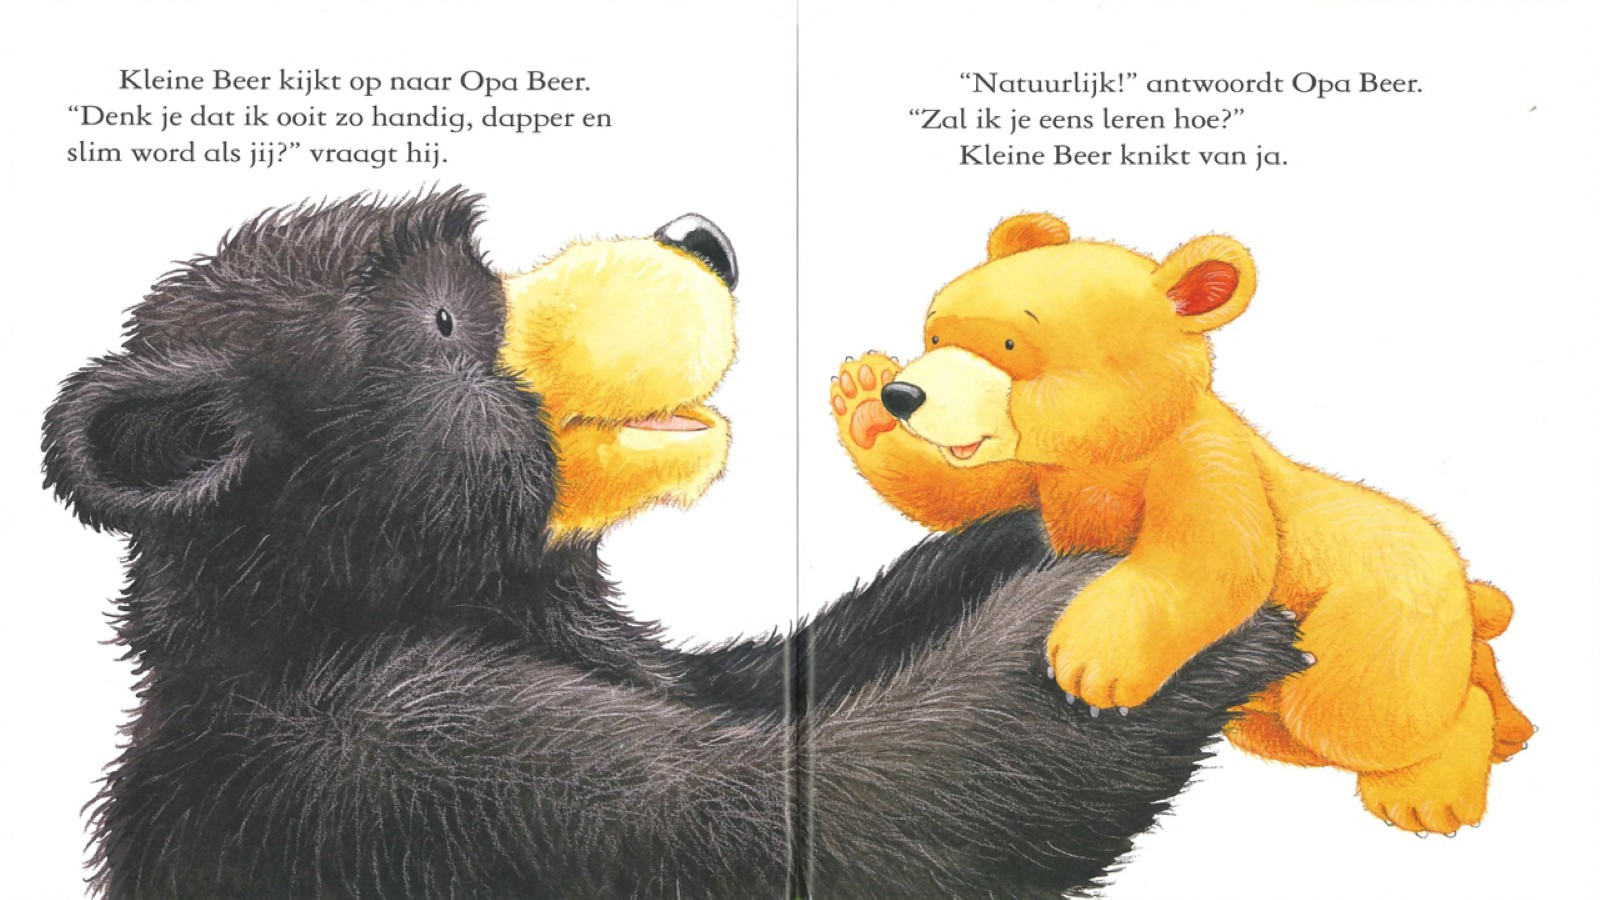 Kleine Beer kijkt op naar Opa Beer.
“Denk je dat ik ooit zo handig, dapper en
slim word als jij?” vraagt hij.
“Natuurlijk!” antwoordt Opa Beer.
“Zal ik je eens leren hoe?”
Kleine Beer knikt van ja.